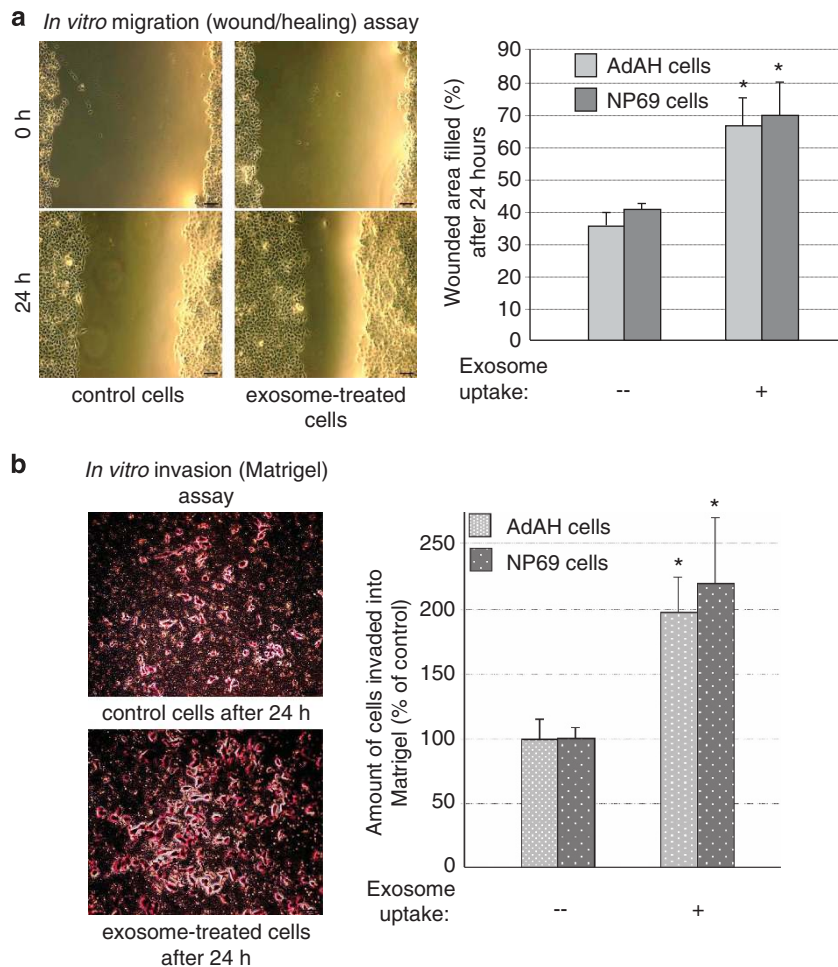 a
In vitro migration (wound/healing) assay
0 h
24 h
control cells
exosome-treated
cells
Wounded area filled (%)
after 24 hours
90
80
70
60
50
40
30
20
10
0
AdAH cells
NP69 cells
*
*
Exosome
uptake:
--
+
b
In vitro invasion (Matrigel)
assay
control cells after 24 h
exosome-treated cells
after 24 h
Amount of cells invaded into
Matrigel (% of control)
250
200
150
100
50
0
AdAH cells
NP69 cells
*
*
Exosome
uptake:
--
+